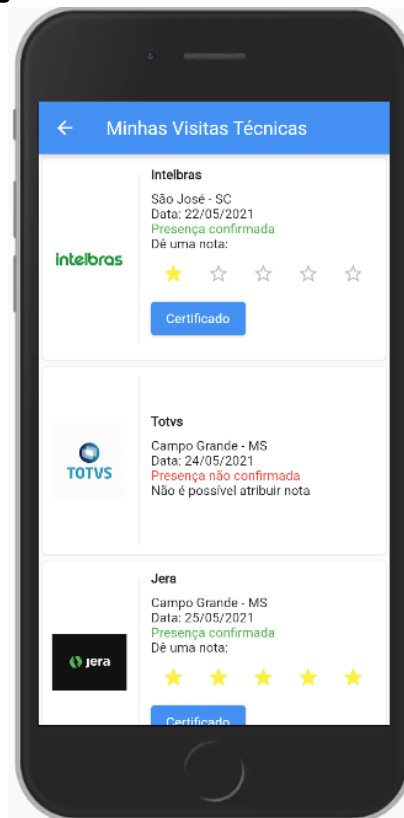 Minhas Visitas Técnicas
Intelbras
São José - SC
Data: 22/05/2021
Presença confirmada
Dê uma nota:
intelbras
Certificado
Totvs
Campo Grande - MS
Data: 24/05/2021
Presença não confirmada
Não é possível atribuir nota
TOTVS
Jera
Campo Grande - MS
Data: 25/05/2021
Presença confirmada
Dê uma nota:
jera
Certificado